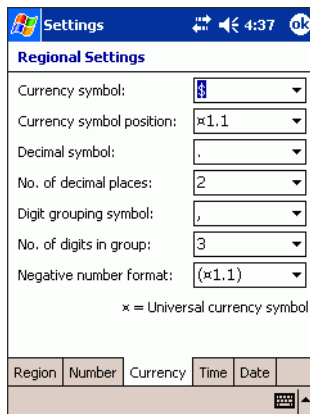 Settings 4:37 ok
Regional Settings
Currency symbol: $
Currency symbol position: ¤1.1
Decimal symbol: .
No. of decimal places: 2
Digit grouping symbol: ,
No. of digits in group: 3
Negative number format: (¤1.1)
¤ = Universal currency symbol
Region Number Currency Time Date